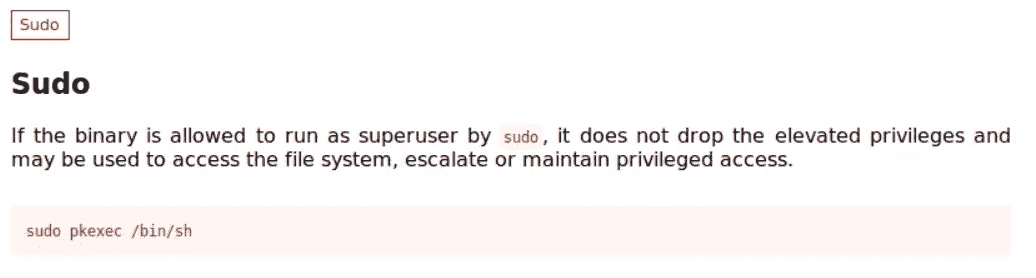 Sudo
Sudo
If the binary is allowed to run as superuser by sudo, it does not drop the elevated privileges and
may be used to access the file system, escalate or maintain privileged access.
sudo pkexec /bin/sh